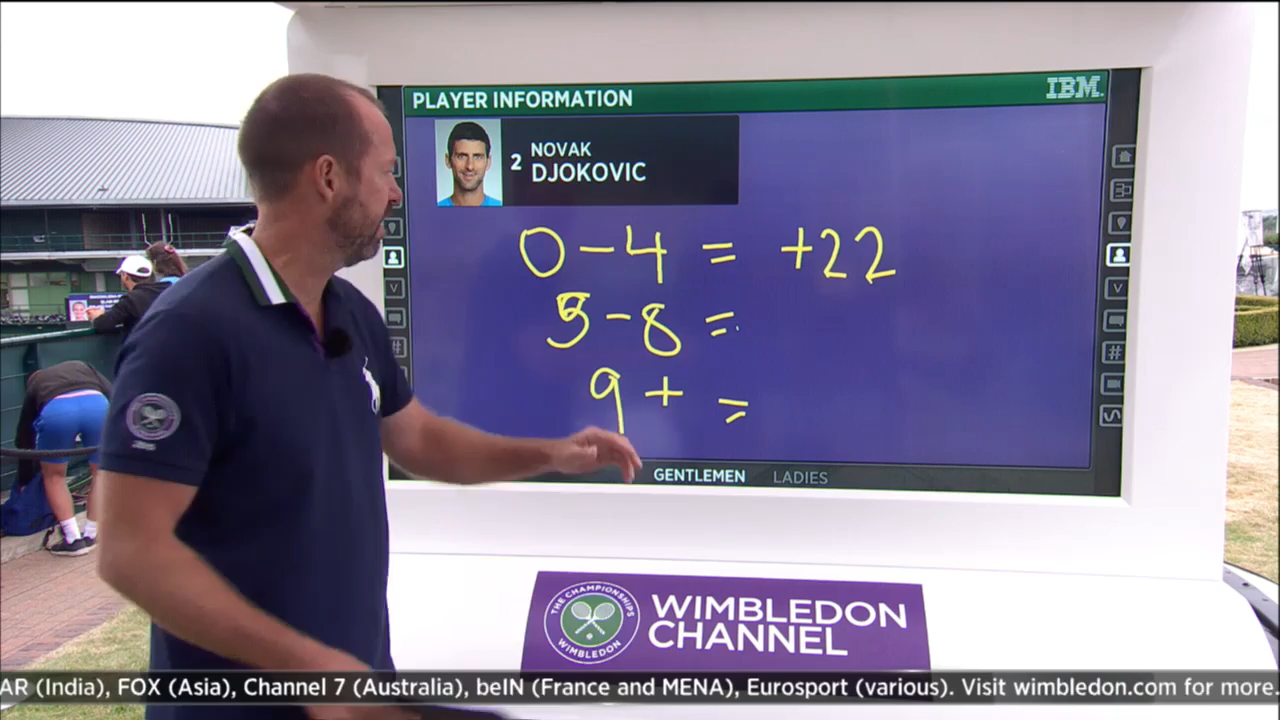 PLAYER INFORMATION
IBM
2 NOVAK DJOKOVIC
0-4 = +22
5-8 =
9+ =
GENTLEMEN LADIES
THE CHAMPIONSHIPS
WIMBLEDON
WIMBLEDON
CHANNEL
AR (India), FOX (Asia), Channel 7 (Australia), beIN (France and MENA), Eurosport (various). Visit wimbledon.com for more.